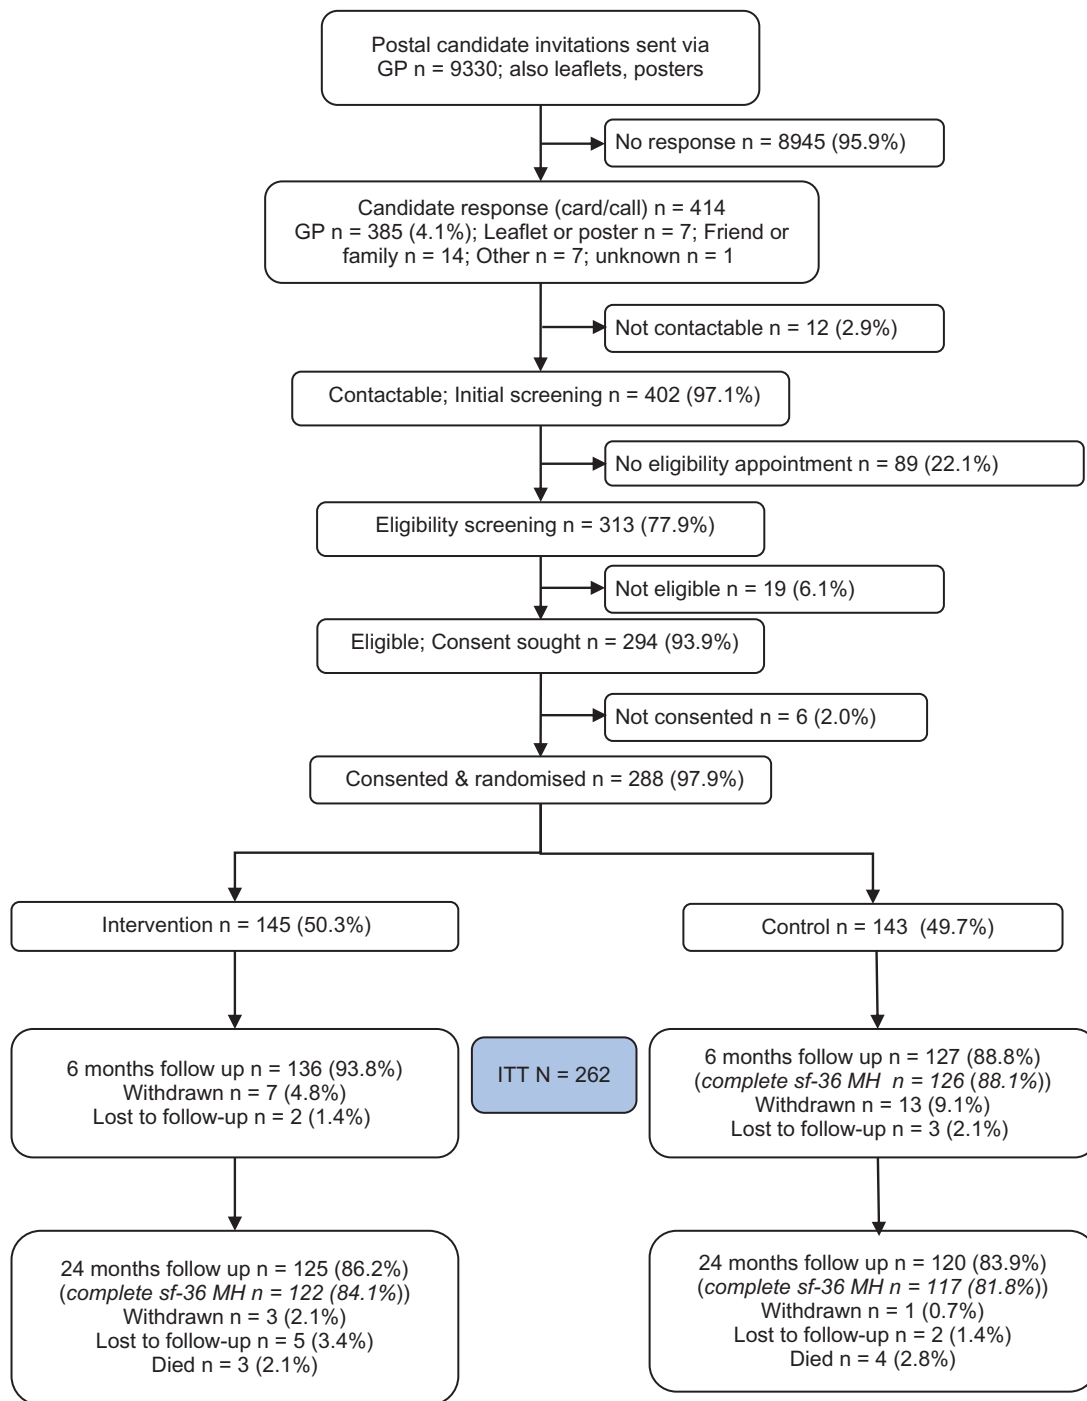 Postal candidate invitations sent via
GP n = 9330; also leaflets, posters
No response n = 8945 (95.9%)
Candidate response (card/call) n = 414
GP n = 385 (4.1%); Leaflet or poster n = 7; Friend or
family n = 14; Other n = 7; unknown n = 1
Not contactable n = 12 (2.9%)
Contactable; Initial screening n = 402 (97.1%)
No eligibility appointment n = 89 (22.1%)
Eligibility screening n = 313 (77.9%)
Not eligible n = 19 (6.1%)
Eligible; Consent sought n = 294 (93.9%)
Not consented n = 6 (2.0%)
Consented & randomised n = 288 (97.9%)
Intervention n = 145 (50.3%)
Control n = 143 (49.7%)
6 months follow up n = 136 (93.8%)
Withdrawn n = 7 (4.8%)
Lost to follow-up n = 2 (1.4%)
ITT N = 262
6 months follow up n = 127 (88.8%)
(complete sf-36 MH n = 126 (88.1%))
Withdrawn n = 13 (9.1%)
Lost to follow-up n = 3 (2.1%)
24 months follow up n = 125 (86.2%)
(complete sf-36 MH n = 122 (84.1%))
Withdrawn n = 3 (2.1%)
Lost to follow-up n = 5 (3.4%)
Died n = 3 (2.1%)
24 months follow up n = 120 (83.9%)
(complete sf-36 MH n = 117 (81.8%))
Withdrawn n = 1 (0.7%)
Lost to follow-up n = 2 (1.4%)
Died n = 4 (2.8%)